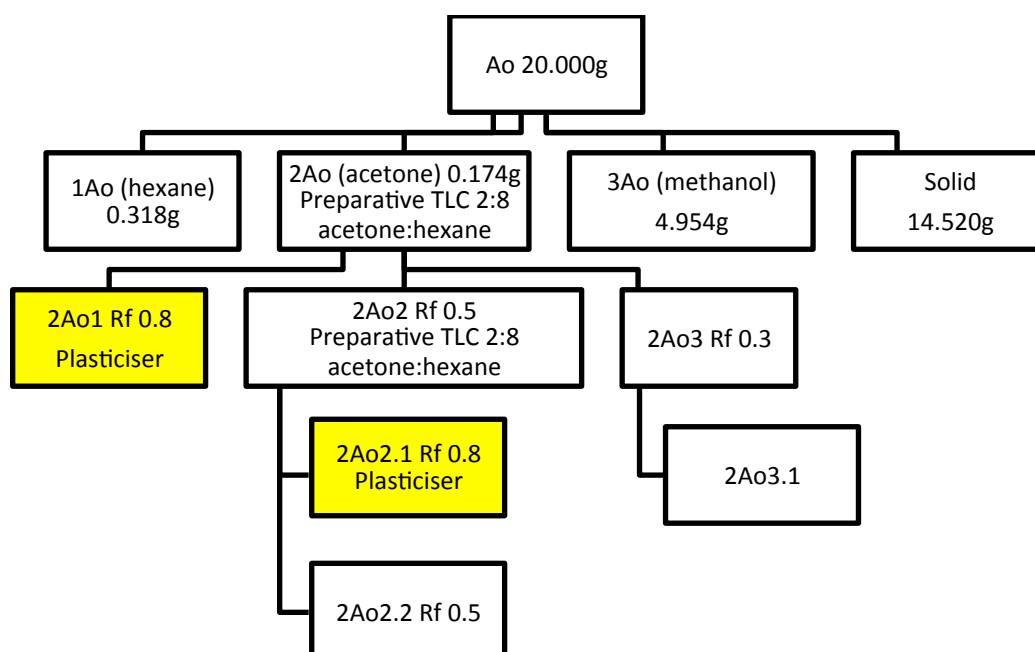 Ao 20.000g
1Ao (hexane)
0.318g
2Ao (acetone) 0.174g
Preparative TLC 2:8
acetone:hexane
3Ao (methanol)
4.954g
Solid
14.520g
2Ao1 Rf 0.8
Plasticiser
2Ao2 Rf 0.5
Preparative TLC 2:8
acetone:hexane
2Ao3 Rf 0.3
2Ao2.1 Rf 0.8
Plasticiser
2Ao3.1
2Ao2.2 Rf 0.5